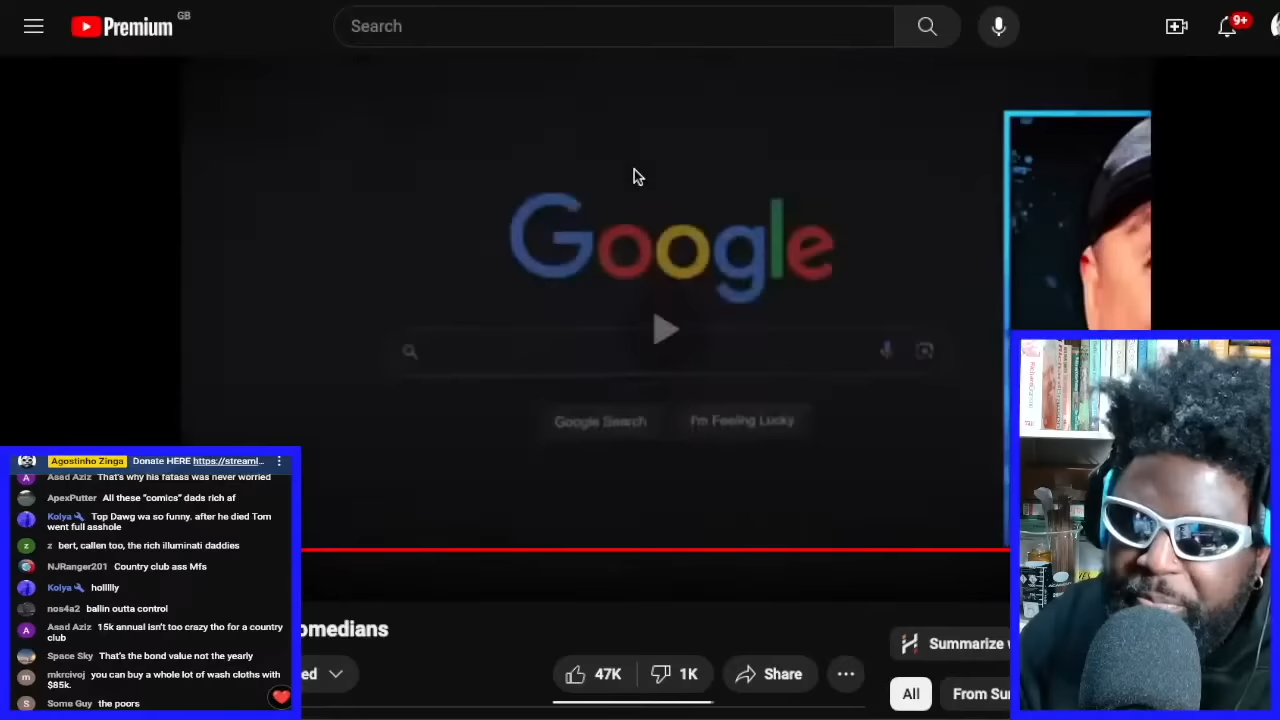 Premium GB
Search
9+
Google
Google Search
I'm Feeling Lucky
Agostinho Zinga Donate HERE https://streaml...
Asad Aziz That's why his fatass was never worried
ApexPutter All these "comics" dads rich af
Kolya Top Dawg wa so funny. after he died Tom
went full asshole
z bert, callen too, the rich illuminati daddies
NJRanger201 Country club ass Mfs
Kolya hollllly
nos4a2 ballin outta control
Asad Aziz 15k annual isn't too crazy tho for a country
club
Space Sky That's the bond value not the yearly
mkrcivoj you can buy a whole lot of wash cloths with
$85k.
Some Guy the poors
omedians
ed
47K
1K
Share
Summarize
All
From Su